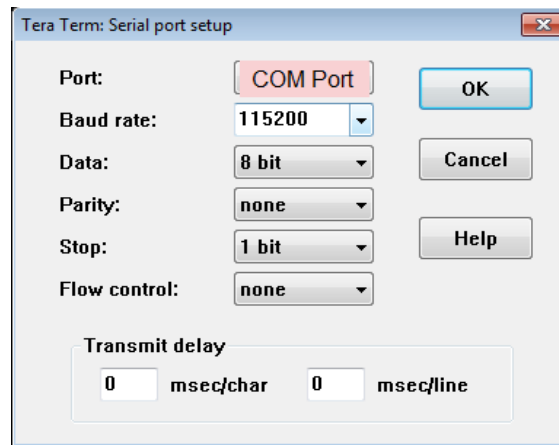 Tera Term: Serial port setup
Port: COM Port OK
Baud rate: 115200
Data: 8 bit Cancel
Parity: none
Stop: 1 bit Help
Flow control: none
Transmit delay
0 msec/char 0 msec/line